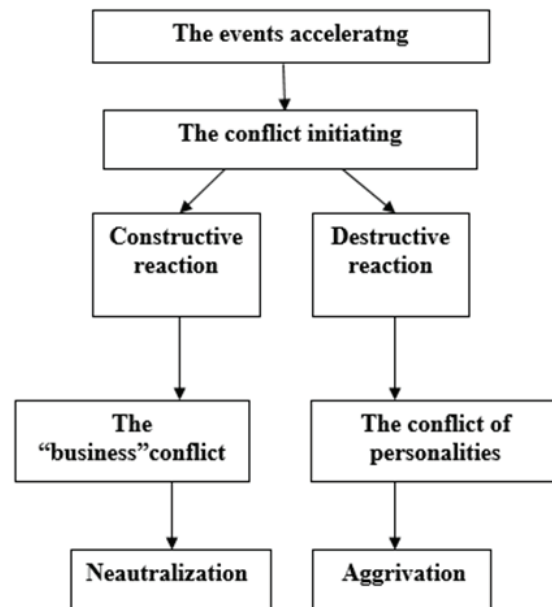 The events acceleratng
The conflict initiating
Constructive
reaction
Destructive
reaction
The
“business”conflict
The conflict of
personalities
Neautralization
Aggrivation